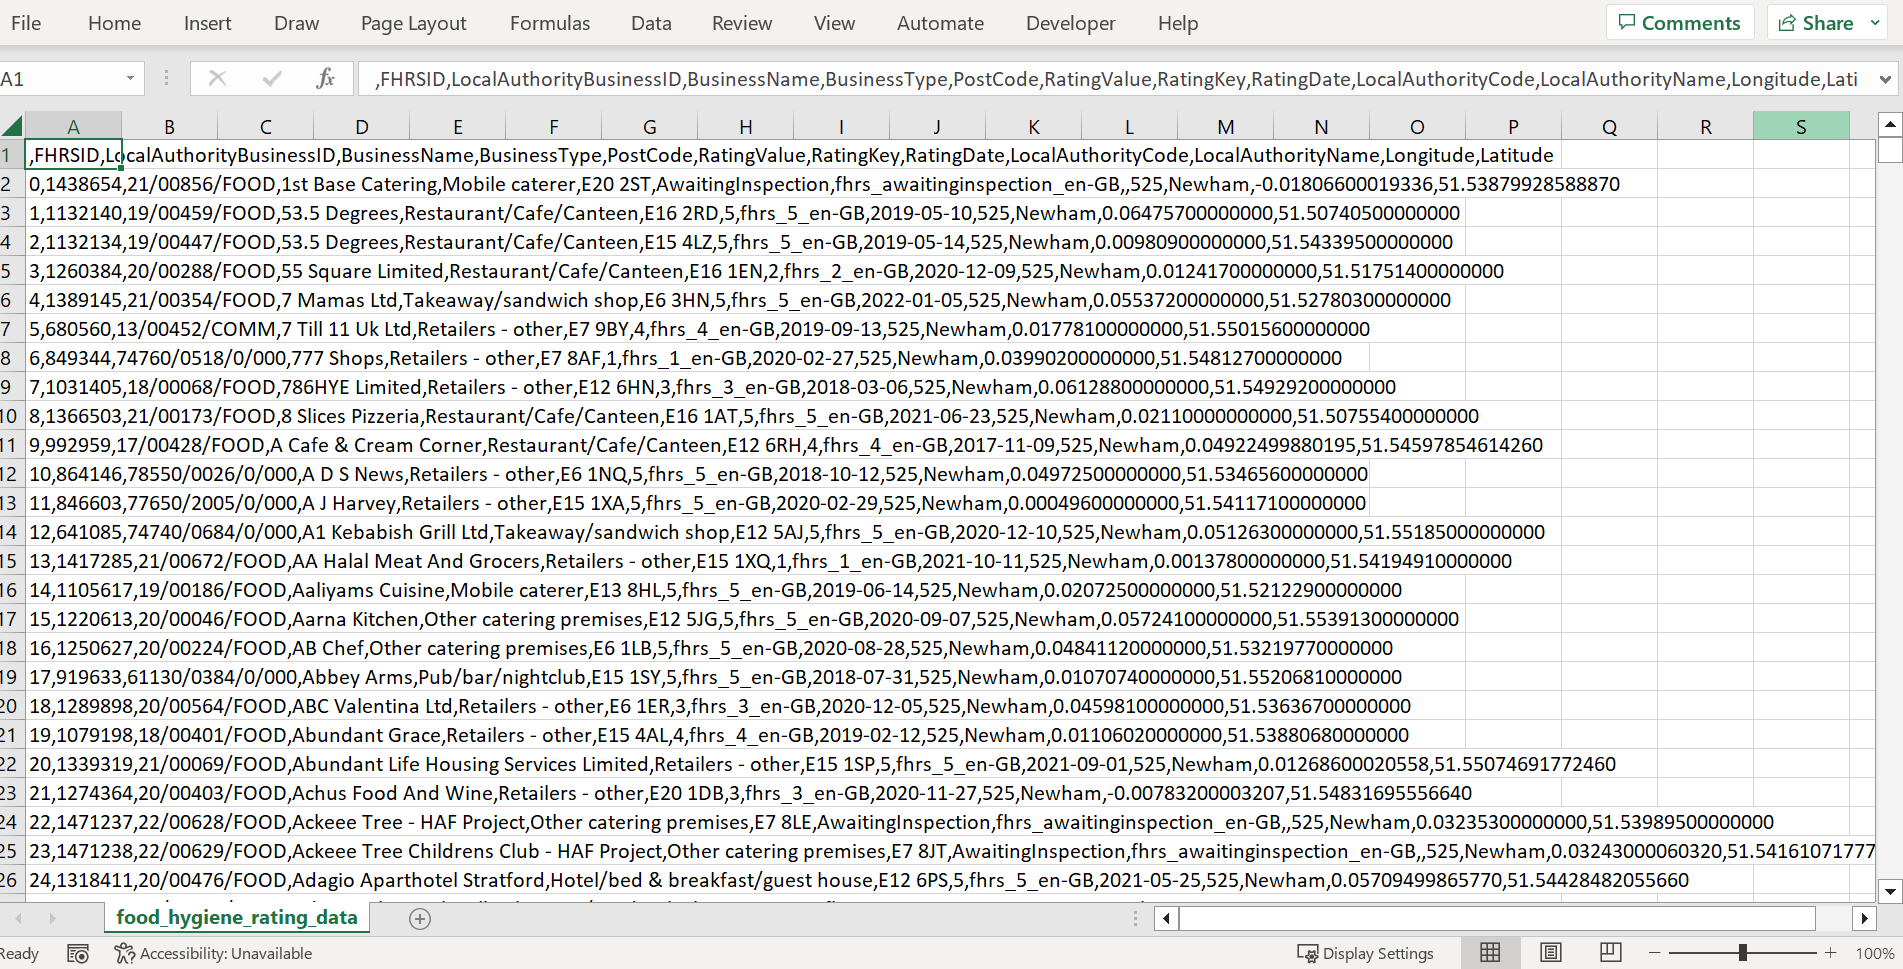 File Home Insert Draw Page Layout Formulas Data Review View Automate Developer Help Comments Share
A1 fx ,FHRSID,LocalAuthorityBusinessID,BusinessName,BusinessType,PostCode,RatingValue,RatingKey,RatingDate,LocalAuthorityCode,LocalAuthorityName,Longitude,Lati
A B C D E F G H I J K L M N O P Q R S
1 ,FHRSID,LocalAuthorityBusinessID,BusinessName,BusinessType,PostCode,RatingValue,RatingKey,RatingDate,LocalAuthorityCode,LocalAuthorityName,Longitude,Latitude
2 0,1438654,21/00856/FOOD,1st Base Catering,Mobile caterer,E20 2ST,AwaitingInspection,fhrs_awaitinginspection_en-GB,,525,Newham,-0.01806600019336,51.53879928588870
3 1,1132140,19/00459/FOOD,53.5 Degrees,Restaurant/Cafe/Canteen,E16 2RD,5,fhrs_5_en-GB,2019-05-10,525,Newham,0.06475700000000,51.50740500000000
4 2,1132134,19/00447/FOOD,53.5 Degrees,Restaurant/Cafe/Canteen,E15 4LZ,5,fhrs_5_en-GB,2019-05-14,525,Newham,0.00980900000000,51.54339500000000
5 3,1260384,20/00288/FOOD,55 Square Limited,Restaurant/Cafe/Canteen,E16 1EN,2,fhrs_2_en-GB,2020-12-09,525,Newham,0.01241700000000,51.51751400000000
6 4,1389145,21/00354/FOOD,7 Mamas Ltd,Takeaway/sandwich shop,E6 3HN,5,fhrs_5_en-GB,2022-01-05,525,Newham,0.05537200000000,51.52780300000000
7 5,680560,13/00452/COMM,7 Till 11 Uk Ltd,Retailers - other,E7 9BY,4,fhrs_4_en-GB,2019-09-13,525,Newham,0.01778100000000,51.55015600000000
8 6,849344,74760/0518/0/000,777 Shops,Retailers - other,E7 8AF,1,fhrs_1_en-GB,2020-02-27,525,Newham,0.03990200000000,51.54812700000000
9 7,1031405,18/00068/FOOD,786HYE Limited,Retailers - other,E12 6HN,3,fhrs_3_en-GB,2018-03-06,525,Newham,0.06128800000000,51.54929200000000
10 8,1366503,21/00173/FOOD,8 Slices Pizzeria,Restaurant/Cafe/Canteen,E16 1AT,5,fhrs_5_en-GB,2021-06-23,525,Newham,0.02110000000000,51.50755400000000
11 9,992959,17/00428/FOOD,A Cafe & Cream Corner,Restaurant/Cafe/Canteen,E12 6RH,4,fhrs_4_en-GB,2017-11-09,525,Newham,0.04922499880195,51.54597854614260
12 10,864146,78550/0026/0/000,A D S News,Retailers - other,E6 1NQ,5,fhrs_5_en-GB,2018-10-12,525,Newham,0.04972500000000,51.53465600000000
13 11,846603,77650/2005/0/000,A J Harvey,Retailers - other,E15 1XA,5,fhrs_5_en-GB,2020-02-29,525,Newham,0.00049600000000,51.54117100000000
14 12,641085,74740/0684/0/000,A1 Kebabish Grill Ltd,Takeaway/sandwich shop,E12 5AJ,5,fhrs_5_en-GB,2020-12-10,525,Newham,0.05126300000000,51.55185000000000
15 13,1417285,21/00672/FOOD,AA Halal Meat And Grocers,Retailers - other,E15 1XQ,1,fhrs_1_en-GB,2021-10-11,525,Newham,0.00137800000000,51.54194910000000
16 14,1105617,19/00186/FOOD,Aaliyams Cuisine,Mobile caterer,E13 8HL,5,fhrs_5_en-GB,2019-06-14,525,Newham,0.02072500000000,51.52122900000000
17 15,1220613,20/00046/FOOD,Aarna Kitchen,Other catering premises,E12 5JG,5,fhrs_5_en-GB,2020-09-07,525,Newham,0.05724100000000,51.55391300000000
18 16,1250627,20/00224/FOOD,AB Chef,Other catering premises,E6 1LB,5,fhrs_5_en-GB,2020-08-28,525,Newham,0.04841120000000,51.53219770000000
19 17,919633,61130/0384/0/000,Abbey Arms,Pub/bar/nightclub,E15 1SY,5,fhrs_5_en-GB,2018-07-31,525,Newham,0.01070740000000,51.55206810000000
20 18,1289898,20/00564/FOOD,ABC Valentina Ltd,Retailers - other,E6 1ER,3,fhrs_3_en-GB,2020-12-05,525,Newham,0.04598100000000,51.53636700000000
21 19,1079198,18/00401/FOOD,Abundant Grace,Retailers - other,E15 4AL,4,fhrs_4_en-GB,2019-02-12,525,Newham,0.01106020000000,51.53880680000000
22 20,1339319,21/00069/FOOD,Abundant Life Housing Services Limited,Retailers - other,E15 1SP,5,fhrs_5_en-GB,2021-09-01,525,Newham,0.01268600020558,51.55074691772460
23 21,1274364,20/00403/FOOD,Achus Food And Wine,Retailers - other,E20 1DB,3,fhrs_3_en-GB,2020-11-27,525,Newham,-0.00783200003207,51.54831695556640
24 22,1471237,22/00628/FOOD,Ackeee Tree - HAF Project,Other catering premises,E7 8LE,AwaitingInspection,fhrs_awaitinginspection_en-GB,,525,Newham,0.03235300000000,51.53989500000000
25 23,1471238,22/00629/FOOD,Ackeee Tree Childrens Club - HAF Project,Other catering premises,E7 8JT,AwaitingInspection,fhrs_awaitinginspection_en-GB,,525,Newham,0.03243000060320,51.54161071777
26 24,1318411,20/00476/FOOD,Adagio Aparthotel Stratford,Hotel/bed & breakfast/guest house,E12 6PS,5,fhrs_5_en-GB,2021-05-25,525,Newham,0.05709499865770,51.54428482055660
food_hygiene_rating_data
Ready Accessibility: Unavailable Display Settings 100%